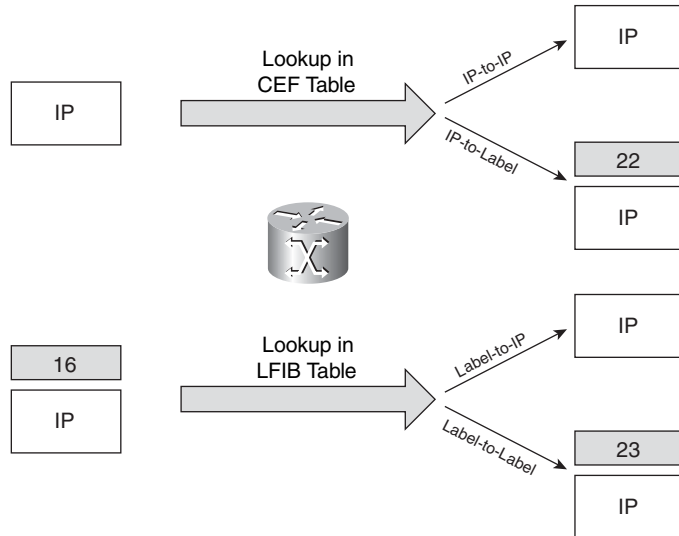 IP
Lookup in
CEF Table
IP-to-IP
IP
IP-to-Label
22
IP
16
IP
Lookup in
LFIB Table
Label-to-IP
IP
Label-to-Label
23
IP